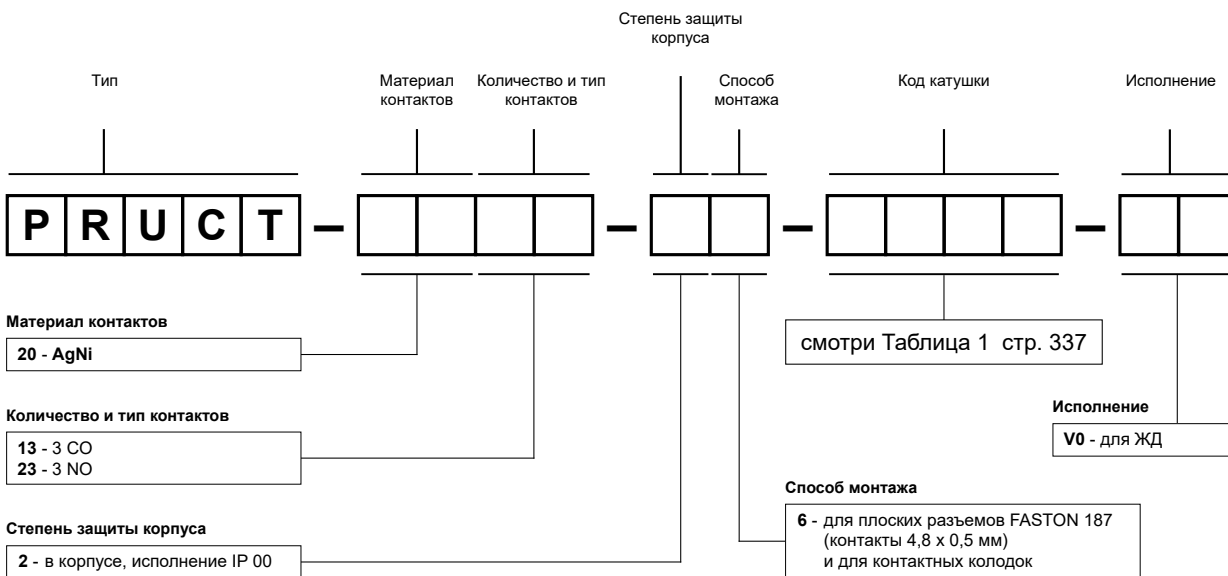 Степень защиты
корпуса
Тип
Материал
контактов
Количество и тип
контактов
Способ
монтажа
Код катушки
Исполнение
PRUCT – – – –
Материал контактов
20 - AgNi
смотри Таблица 1 стр. 337
Количество и тип контактов
13 - 3 CO
23 - 3 NO
Исполнение
V0 - для ЖД
Степень защиты корпуса
2 - в корпусе, исполнение IP 00
Способ монтажа
6 - для плоских разъемов FASTON 187
(контакты 4,8 x 0,5 мм)
и для контактных колодок